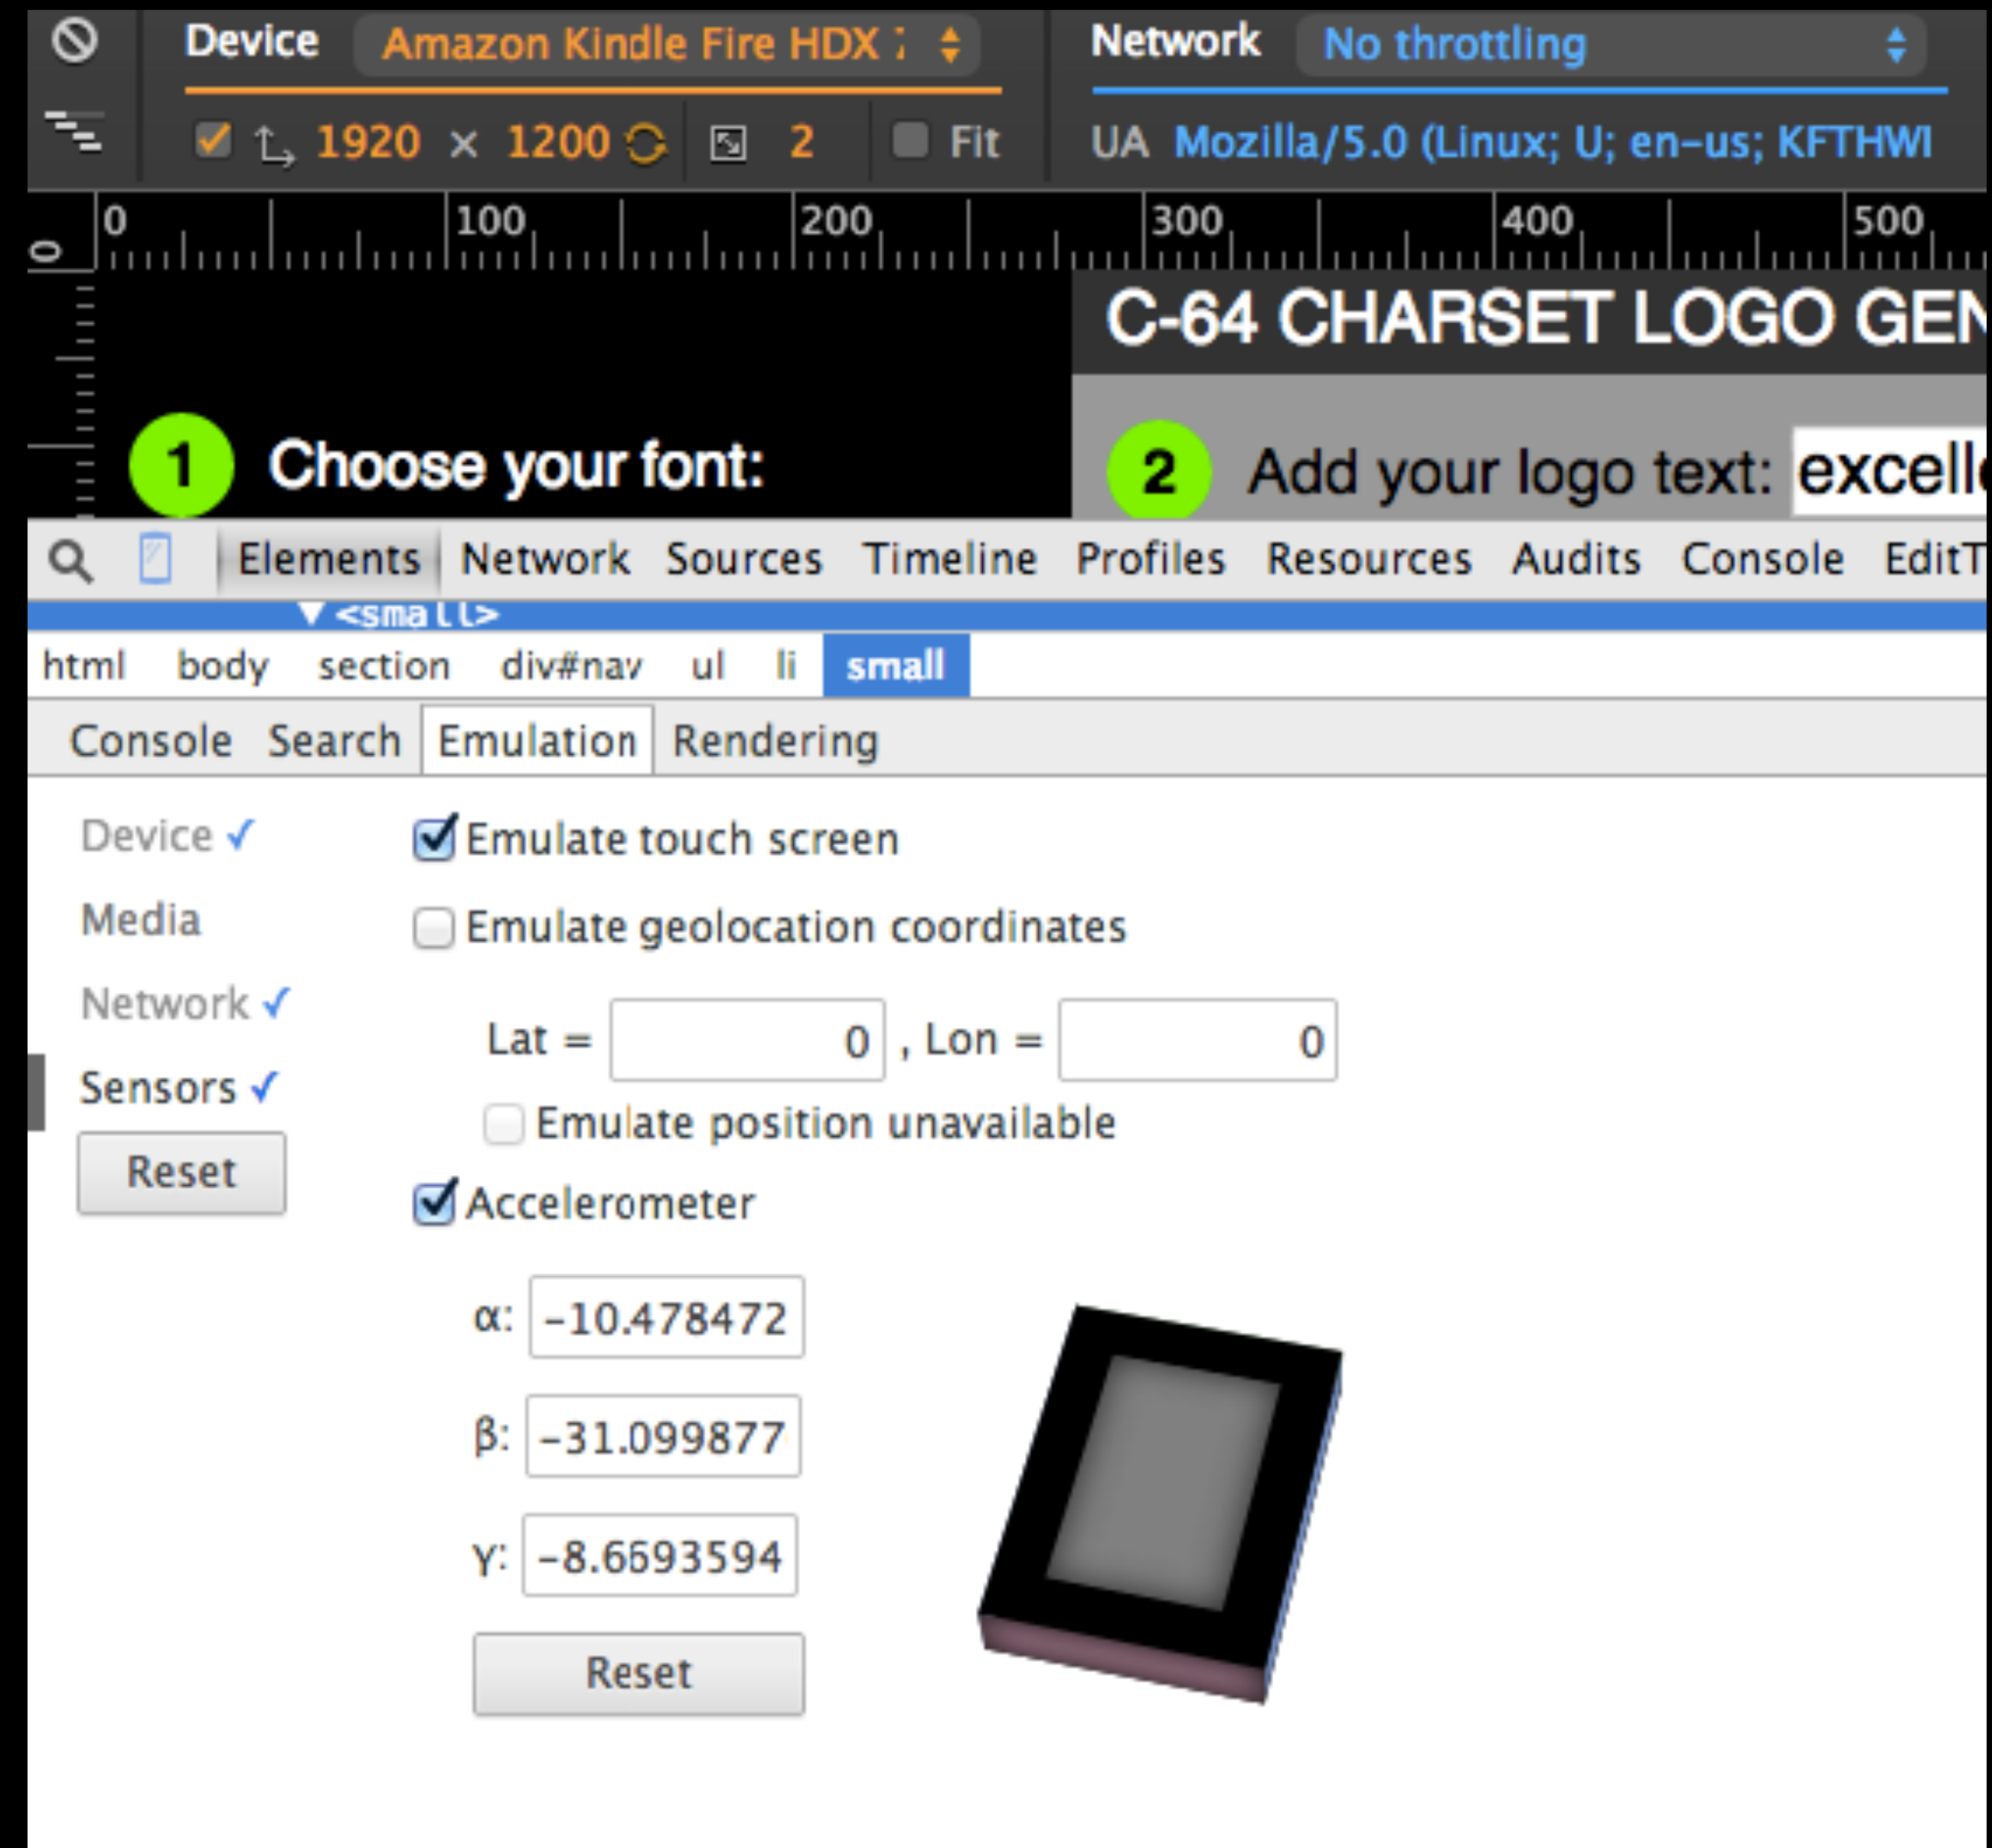 Device Amazon Kindle Fire HDX 7 Network No throttling
1920 × 1200 2 Fit UA Mozilla/5.0 (Linux; U; en-us; KFTHWI
0 100 200 300 400 500
0
C-64 CHARSET LOGO GEN
1 Choose your font: 2 Add your logo text: excell
Elements Network Sources Timeline Profiles Resources Audits Console EditT
▼<small>
html body section div#nav ul li small
Console Search Emulation Rendering
Device ✓ Emulate touch screen
Media Emulate geolocation coordinates
Network ✓
Lat = 0 , Lon = 0
Sensors ✓
Emulate position unavailable
Reset
Accelerometer
α: -10.478472
β: -31.099877
γ: -8.6693594
Reset